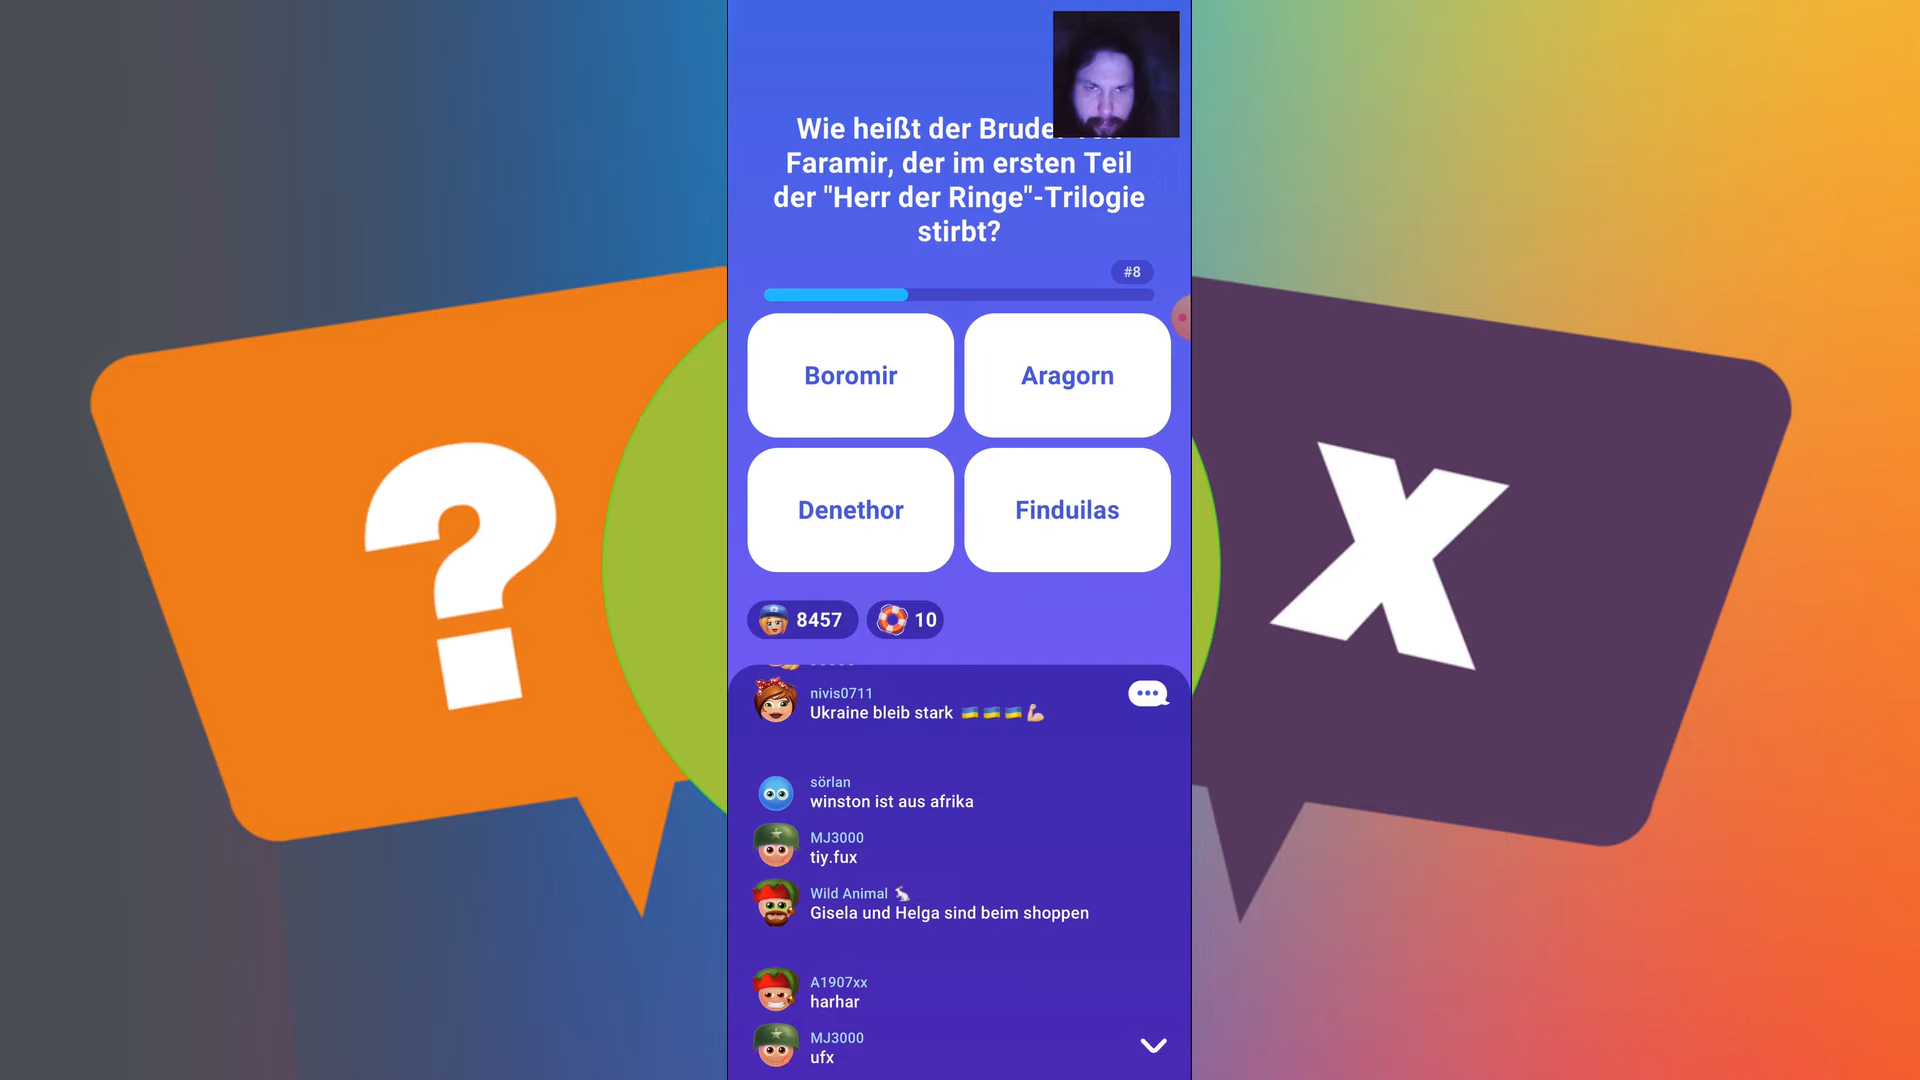 Wie heißt der Bruder von
Faramir, der im ersten Teil
der "Herr der Ringe"-Trilogie
stirbt?
#8
Boromir
Aragorn
Denethor
Finduilas
8457
10
nivis0711
Ukraine bleib stark 🇺🇦🇺🇦🇺🇦💪🏼
sörlan
winston ist aus afrika
MJ3000
tiy.fux
Wild Animal 🐇
Gisela und Helga sind beim shoppen
A1907xx
harhar
MJ3000
ufx
?
X